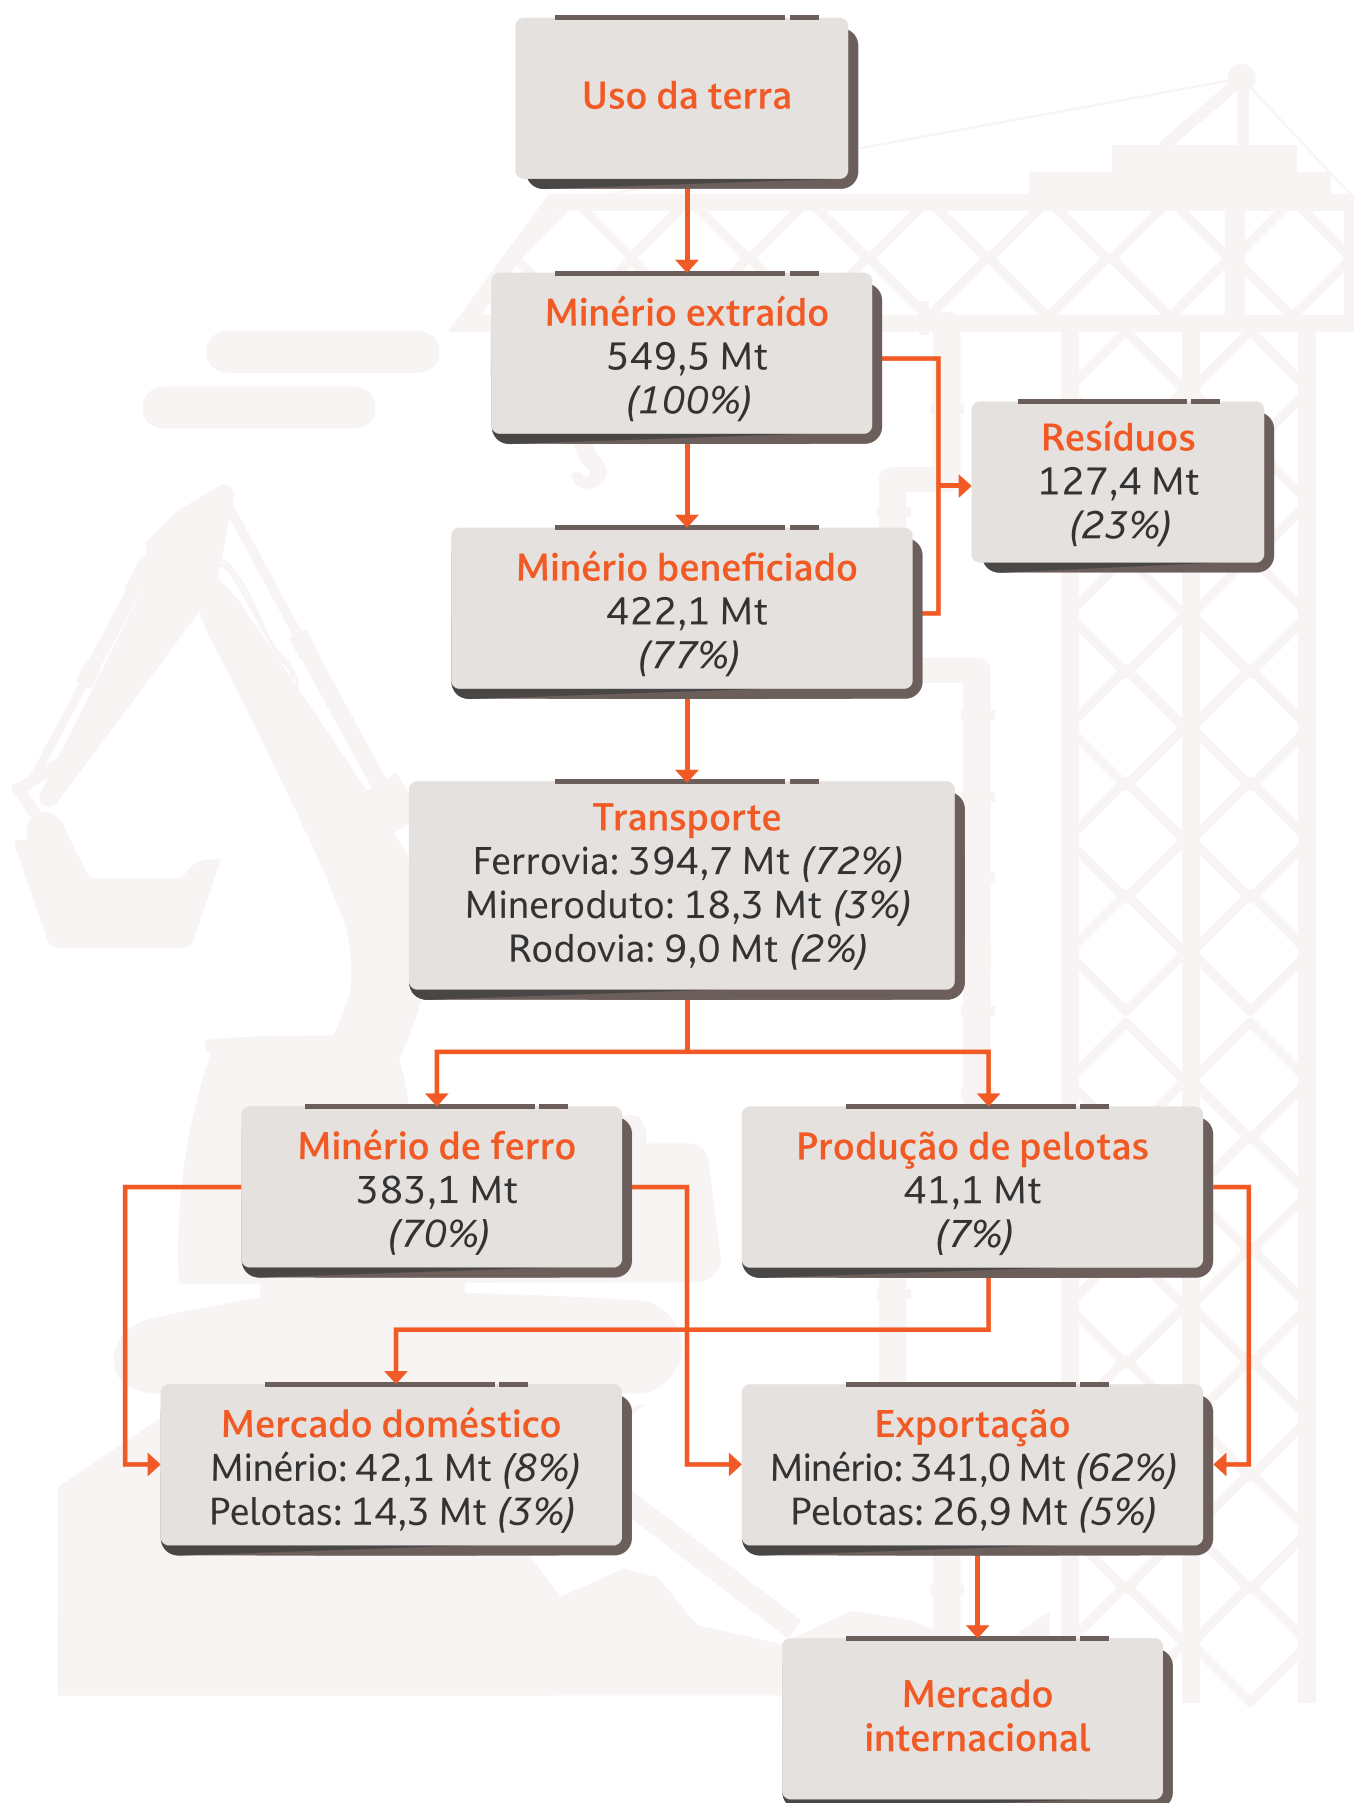 Uso da terra
Minério extraído
549,5 Mt
(100%)
Resíduos
127,4 Mt
(23%)
Minério beneficiado
422,1 Mt
(77%)
Transporte
Ferrovia: 394,7 Mt (72%)
Mineroduto: 18,3 Mt (3%)
Rodovia: 9,0 Mt (2%)
Minério de ferro
383,1 Mt
(70%)
Produção de pelotas
41,1 Mt
(7%)
Mercado doméstico
Minério: 42,1 Mt (8%)
Pelotas: 14,3 Mt (3%)
Exportação
Minério: 341,0 Mt (62%)
Pelotas: 26,9 Mt (5%)
Mercado
internacional